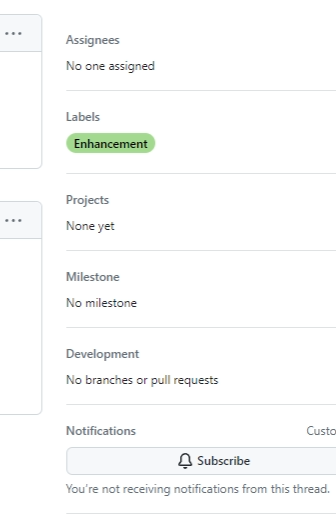 Assignees
No one assigned
Labels
Enhancement
Projects
None yet
Milestone
No milestone
Development
No branches or pull requests
Notifications
Custo
Subscribe
You're not receiving notifications from this thread.